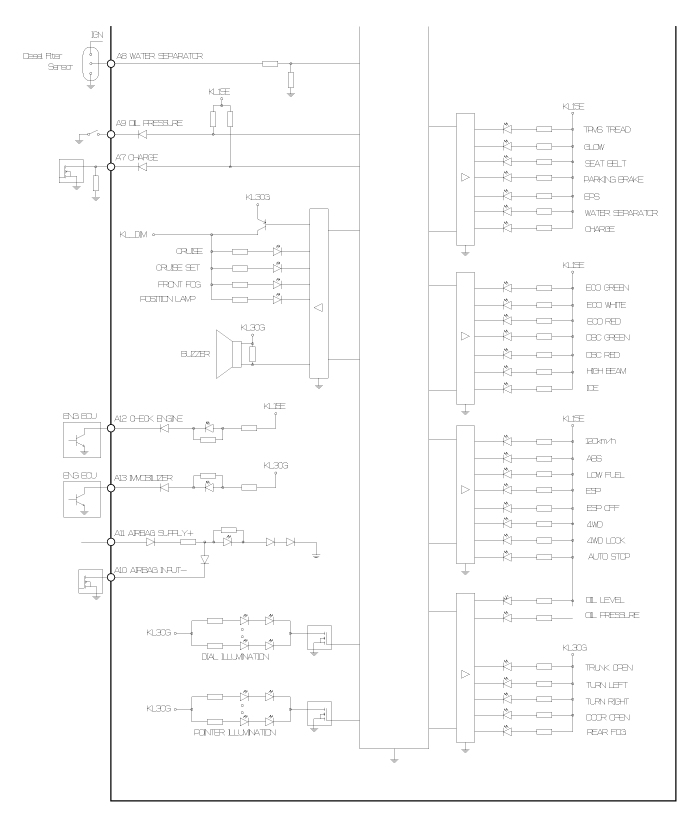 IGN
Diesel Filter
Sensor
A8 WATER SEPARATOR
KL15E
A9 OIL PRESSURE
A7 CHARGE
KL30G
KL_DIM
CRUISE
CRUISE SET
FRONT FOG
POSITION LAMP
KL30G
BUZZER
ENG ECU
A12 CHECK ENGINE
KL15E
ENG ECU
A13 IMMOBILIZER
KL30G
A11 AIRBAG SUPPLY+
A10 AIRBAG INPUT-
KL30G
DIAL ILLUMINATION
KL30G
POINTER ILLUMINATION
KL15E
TPMS TREAD
GLOW
SEAT BELT
PARKING BRAKE
EPS
WATER SEPARATOR
CHARGE
KL15E
ECO GREEN
ECO WHITE
ECO RED
DBC GREEN
DBC RED
HIGH BEAM
ICE
KL15E
120km/h
ABS
LOW FUEL
ESP
ESP OFF
4WD
4WD LOCK
AUTO STOP
OIL LEVEL
OIL PRESSURE
KL30G
TRUNK OPEN
TURN LEFT
TURN RIGHT
DOOR OPEN
REAR FOG